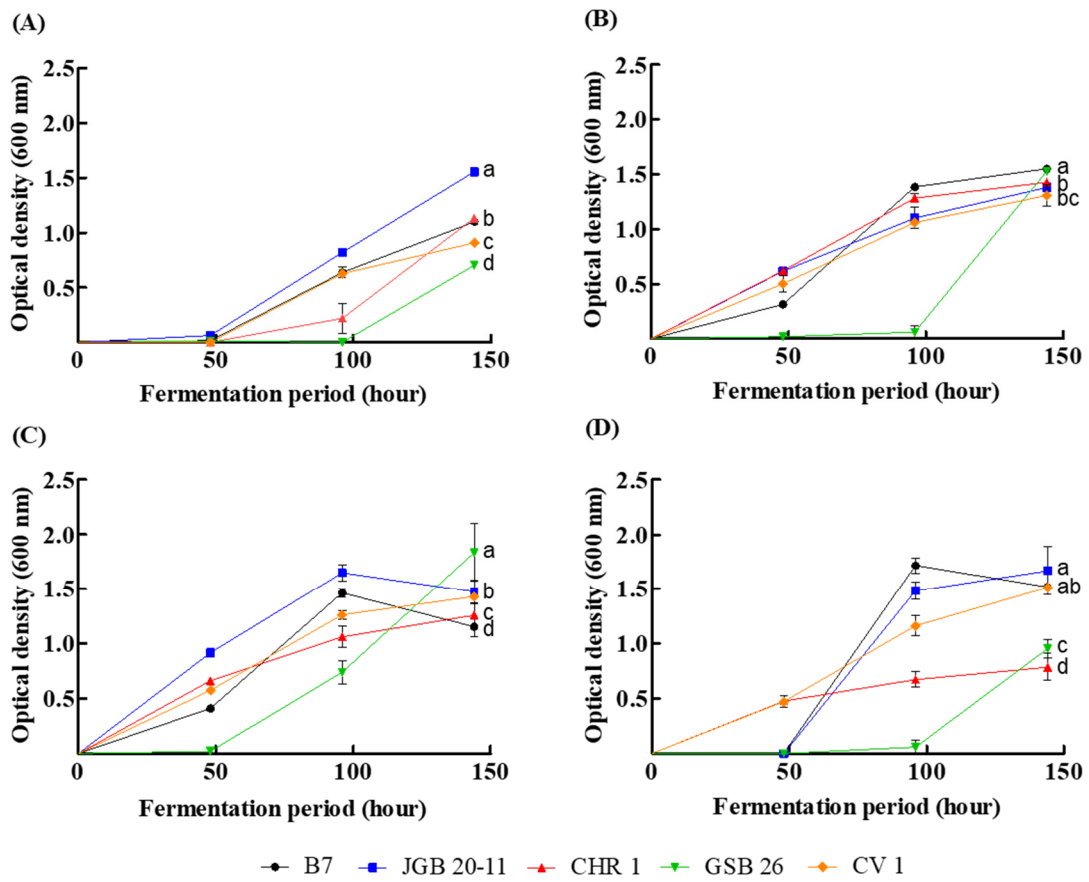 (A)
Optical density (600 nm)
2.5
2.0
1.5
1.0
0.5
0
50
100
150
a
b
c
d
Fermentation period (hour)
(B)
Optical density (600 nm)
2.5
2.0
1.5
1.0
0.5
0
50
100
150
a
b
bc
Fermentation period (hour)
(C)
Optical density (600 nm)
2.5
2.0
1.5
1.0
0.5
0
50
100
150
a
b
c
d
Fermentation period (hour)
(D)
Optical density (600 nm)
2.5
2.0
1.5
1.0
0.5
0
50
100
150
a
ab
c
d
Fermentation period (hour)
B7 JGB 20-11 CHR 1 GSB 26 CV 1